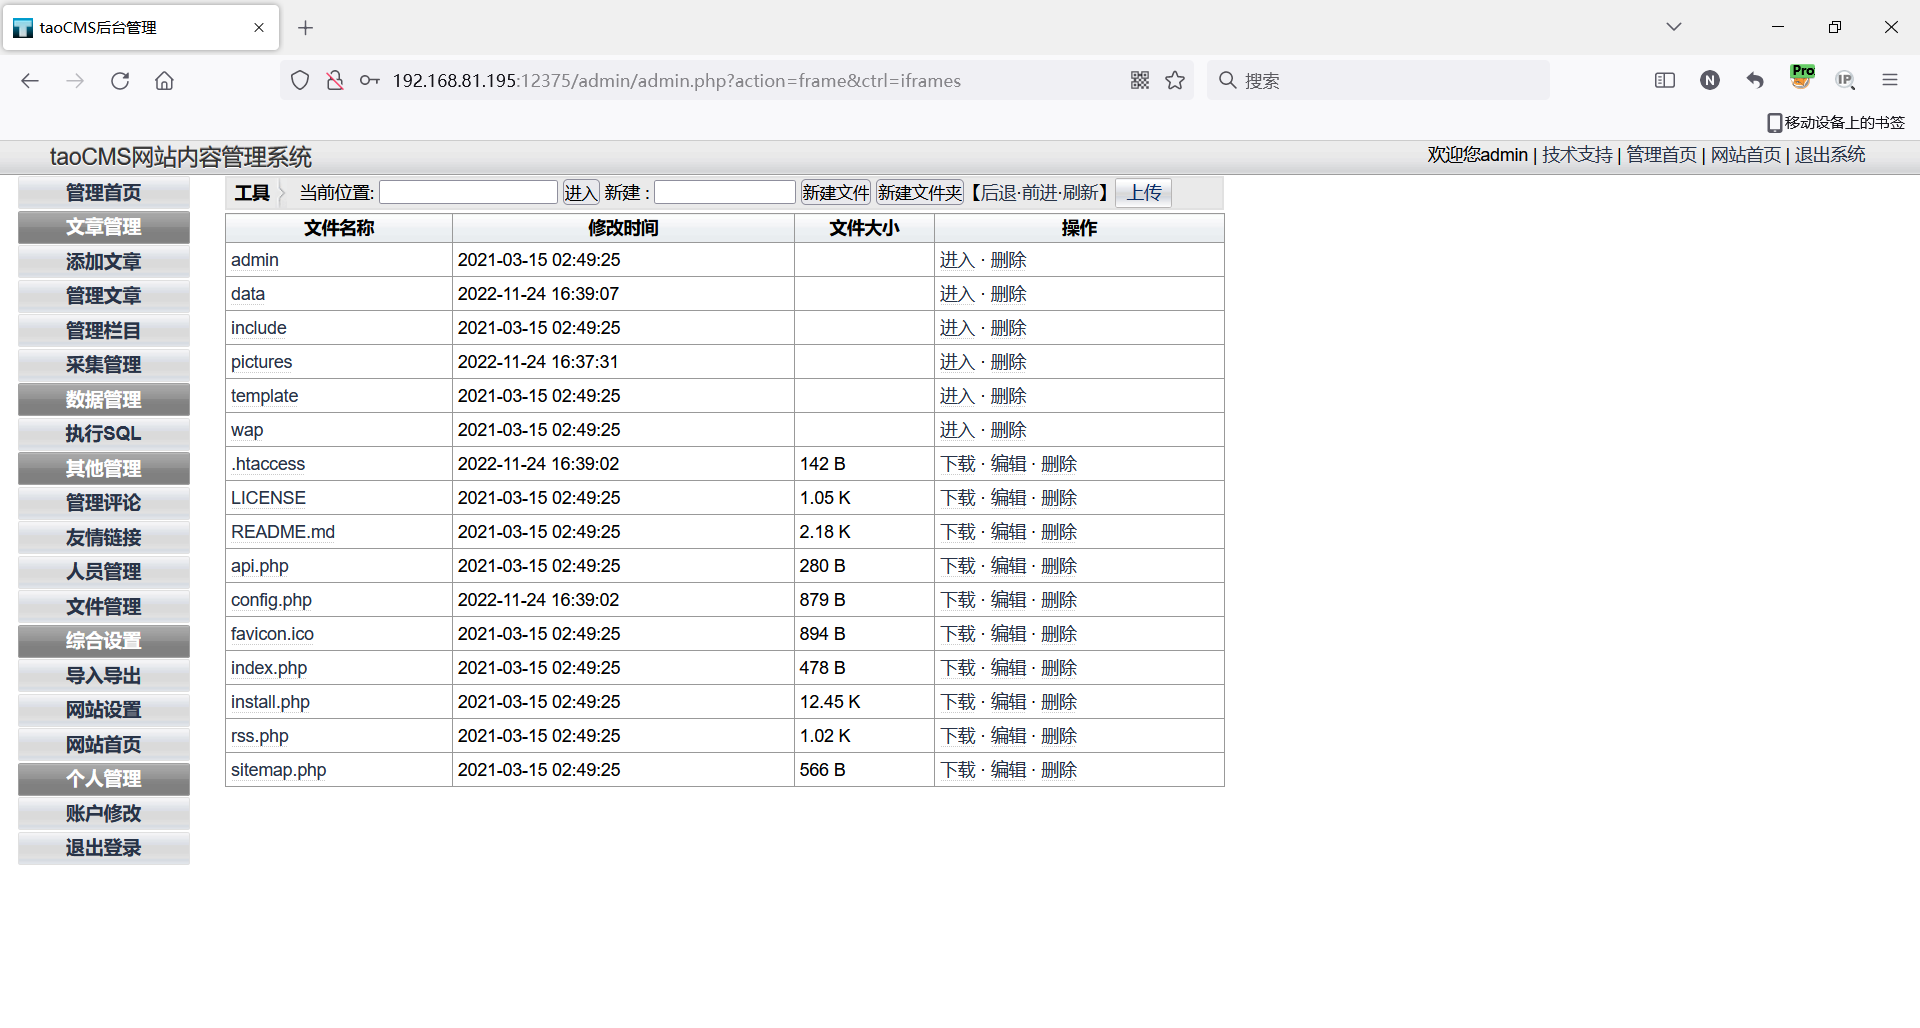 taoCMS后台管理
192.168.81.195:12375/admin/admin.php?action=frame&ctrl=iframes
搜索
N
Pro
IP
移动设备上的书签
taoCMS网站内容管理系统
欢迎您admin | 技术支持 | 管理首页 | 网站首页 | 退出系统
管理首页
文章管理
添加文章
管理文章
管理栏目
采集管理
数据管理
执行SQL
其他管理
管理评论
友情链接
人员管理
文件管理
综合设置
导入导出
网站设置
网站首页
个人管理
账户修改
退出登录
工具 当前位置: 进入 新建 : 新建文件 新建文件夹 【后退·前进·刷新】 上传
文件名称 修改时间 文件大小 操作
admin 2021-03-15 02:49:25 进入 · 删除
data 2022-11-24 16:39:07 进入 · 删除
include 2021-03-15 02:49:25 进入 · 删除
pictures 2022-11-24 16:37:31 进入 · 删除
template 2021-03-15 02:49:25 进入 · 删除
wap 2021-03-15 02:49:25 进入 · 删除
.htaccess 2022-11-24 16:39:02 142 B 下载 · 编辑 · 删除
LICENSE 2021-03-15 02:49:25 1.05 K 下载 · 编辑 · 删除
README.md 2021-03-15 02:49:25 2.18 K 下载 · 编辑 · 删除
api.php 2021-03-15 02:49:25 280 B 下载 · 编辑 · 删除
config.php 2022-11-24 16:39:02 879 B 下载 · 编辑 · 删除
favicon.ico 2021-03-15 02:49:25 894 B 下载 · 编辑 · 删除
index.php 2021-03-15 02:49:25 478 B 下载 · 编辑 · 删除
install.php 2021-03-15 02:49:25 12.45 K 下载 · 编辑 · 删除
rss.php 2021-03-15 02:49:25 1.02 K 下载 · 编辑 · 删除
sitemap.php 2021-03-15 02:49:25 566 B 下载 · 编辑 · 删除